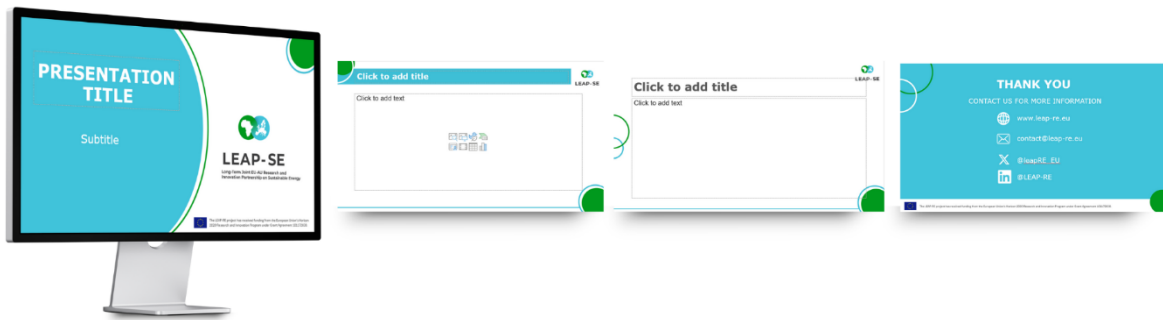 PRESENTATION
TITLE
Subtitle
LEAP-SE
Long-Term Joint EU-AU Research and
Innovation Partnership on Sustainable Energy
Click to add title
LEAP-SE
Click to add text
LEAP-SE
Click to add title
Click to add text
THANK YOU
CONTACT US FOR MORE INFORMATION
www.leap-re.eu
contact@leap-re.eu
@leapRE_EU
@LEAP-RE